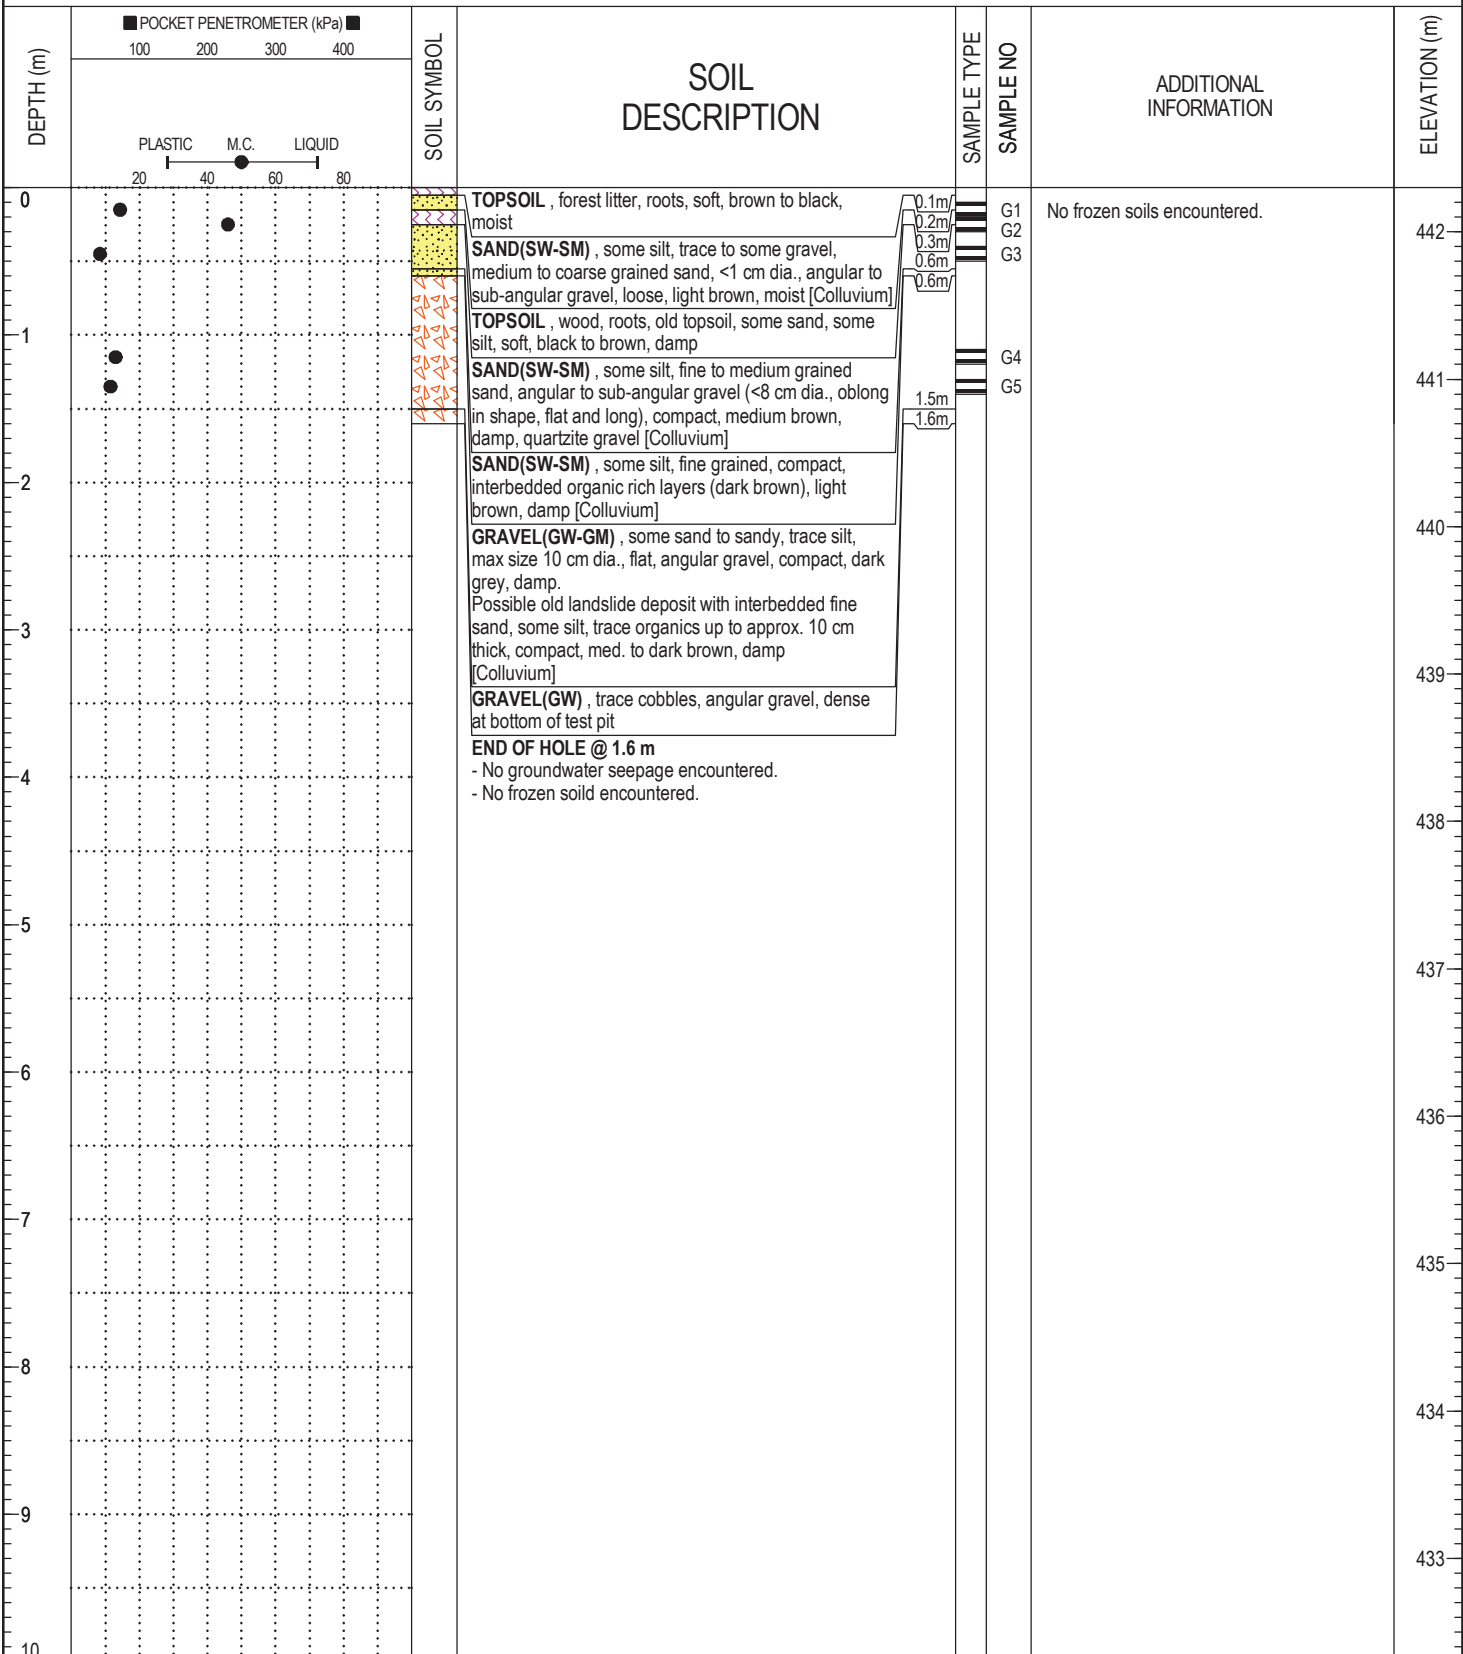 ■ POCKET PENETROMETER (kPa) ■
100 200 300 400
DEPTH (m)
PLASTIC M.C. LIQUID
20 40 60 80
SOIL SYMBOL
SOIL
DESCRIPTION
SAMPLE TYPE
SAMPLE NO
ADDITIONAL
INFORMATION
ELEVATION (m)
0
1
2
3
4
5
6
7
8
9
10
TOPSOIL , forest litter, roots, soft, brown to black,
moist
SAND(SW-SM) , some silt, trace to some gravel,
medium to coarse grained sand, <1 cm dia., angular to
sub-angular gravel, loose, light brown, moist [Colluvium]
TOPSOIL , wood, roots, old topsoil, some sand, some
silt, soft, black to brown, damp
SAND(SW-SM) , some silt, fine to medium grained
sand, angular to sub-angular gravel (<8 cm dia., oblong
in shape, flat and long), compact, medium brown,
damp, quartzite gravel [Colluvium]
SAND(SW-SM) , some silt, fine grained, compact,
interbedded organic rich layers (dark brown), light
brown, damp [Colluvium]
GRAVEL(GW-GM) , some sand to sandy, trace silt,
max size 10 cm dia., flat, angular gravel, compact, dark
grey, damp.
Possible old landslide deposit with interbedded fine
sand, some silt, trace organics up to approx. 10 cm
thick, compact, med. to dark brown, damp
[Colluvium]
GRAVEL(GW) , trace cobbles, angular gravel, dense
at bottom of test pit
END OF HOLE @ 1.6 m
- No groundwater seepage encountered.
- No frozen soild encountered.
0.1m
0.2m
0.3m
0.6m
0.6m
1.5m
1.6m
G1
G2
G3
G4
G5
No frozen soils encountered.
442
441
440
439
438
437
436
435
434
433